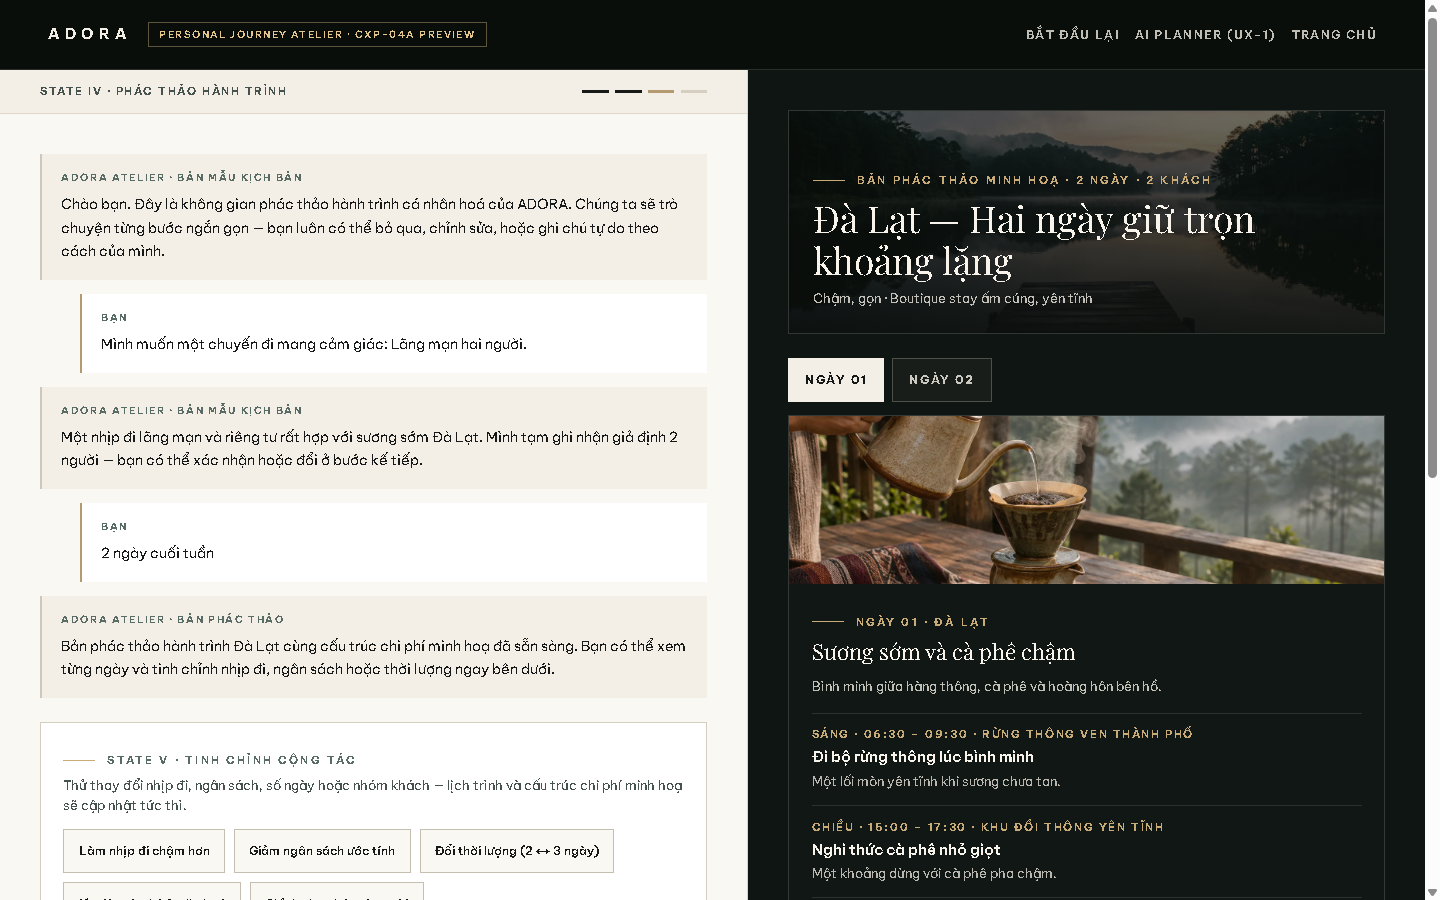 ADORA
PERSONAL JOURNEY ATELIER · CXP-04A PREVIEW
BẮT ĐẦU LẠI
AI PLANNER (UX-1)
TRANG CHỦ
STATE IV · PHÁC THẢO HÀNH TRÌNH
ADORA ATELIER · BẢN MẪU KỊCH BẢN
Chào bạn. Đây là không gian phác thảo hành trình cá nhân hoá của ADORA. Chúng ta sẽ trò
chuyện từng bước ngắn gọn — bạn luôn có thể bỏ qua, chỉnh sửa, hoặc ghi chú tự do theo
cách của mình.
BẠN
Mình muốn một chuyến đi mang cảm giác: Lãng mạn hai người.
ADORA ATELIER · BẢN MẪU KỊCH BẢN
Một nhịp đi lãng mạn và riêng tư rất hợp với sương sớm Đà Lạt. Mình tạm ghi nhận giả định 2
người — bạn có thể xác nhận hoặc đổi ở bước kế tiếp.
BẠN
2 ngày cuối tuần
ADORA ATELIER · BẢN PHÁC THẢO
Bản phác thảo hành trình Đà Lạt cùng cấu trúc chi phí minh hoạ đã sẵn sàng. Bạn có thể xem
từng ngày và tinh chỉnh nhịp đi, ngân sách hoặc thời lượng ngay bên dưới.
STATE V · TINH CHỈNH CỘNG TÁC
Thử thay đổi nhịp đi, ngân sách, số ngày hoặc nhóm khách — lịch trình và cấu trúc chi phí minh hoạ
sẽ cập nhật tức thì.
Làm nhịp đi chậm hơn
Giảm ngân sách ước tính
Đổi thời lượng (2 ↔ 3 ngày)
BẢN PHÁC THẢO MINH HOẠ · 2 NGÀY · 2 KHÁCH
Đà Lạt — Hai ngày giữ trọn
khoảng lặng
Chậm, gọn · Boutique stay ấm cúng, yên tĩnh
NGÀY 01
NGÀY 02
NGÀY 01 · ĐÀ LẠT
Sương sớm và cà phê chậm
Bình minh giữa hàng thông, cà phê và hoàng hôn bên hồ.
SÁNG · 06:30 – 09:30 · RỪNG THÔNG VEN THÀNH PHỐ
Đi bộ rừng thông lúc bình minh
Một lối mòn yên tĩnh khi sương chưa tan.
CHIỀU · 15:00 – 17:30 · KHU ĐỒI THÔNG YÊN TĨNH
Nghi thức cà phê nhỏ giọt
Một khoảng dừng với cà phê pha chậm.